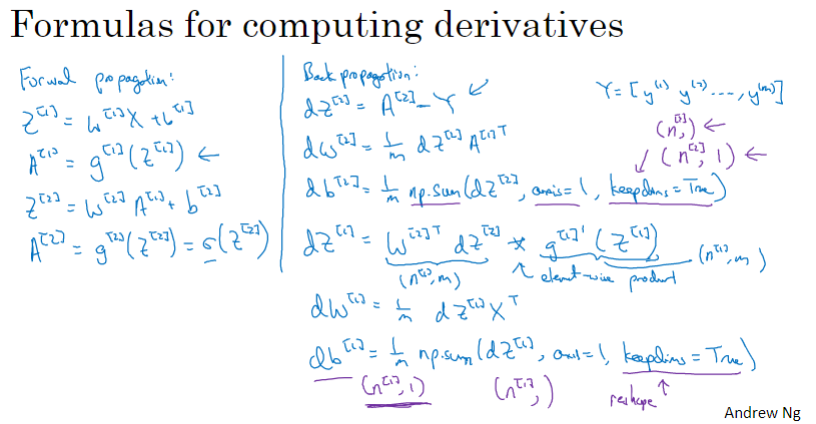 Formulas for computing derivatives
Forward propagation:
Z^[1] = W^[1]X + b^[1]
A^[1] = g^[1](Z^[1]) ←
Z^[2] = W^[2] A^[1] + b^[2]
A^[2] = g^[2](Z^[2]) = σ(Z^[2])
Back propagation:
dZ^[2] = A^[2] - Y ↙
dW^[2] = 1/m dZ^[2] A^[1]T
db^[2] = 1/m np.sum(dZ^[2], axis=1, keepdims=True)
dZ^[1] = W^[2]T dZ^[2] * g^[1]'(Z^[1])
(n^[1], m)
↑ element-wise product
(n^[1], m)
dW^[1] = 1/m dZ^[1] X^T
db^[1] = 1/m np.sum(dZ^[1], axis=1, keepdims=True)
(n^[1], 1)
(n^[1],)
reshape ↑
Y = [y^(1) y^(2) ..., y^(m)]
(n^[2],) ←
↙ (n^[2], 1) ←
Andrew Ng